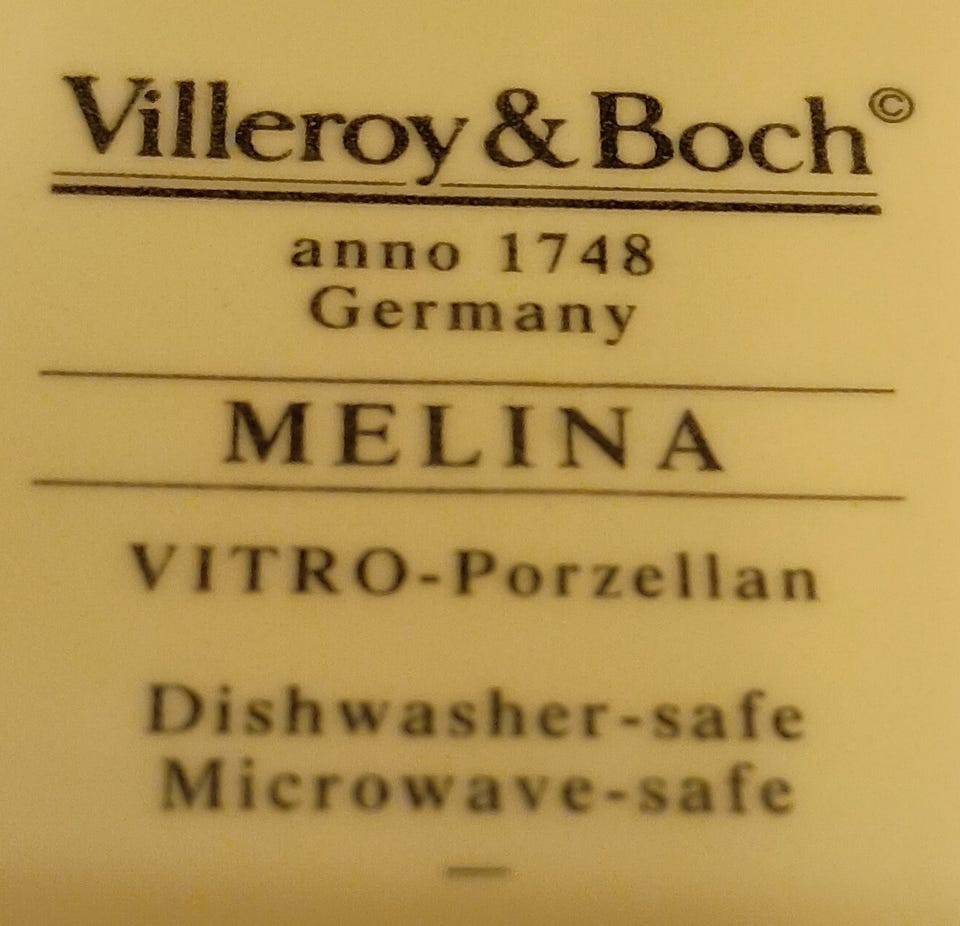 Villeroy & Boch©
anno 1748
Germany
MELINA
VITRO-Porzellan
Dishwasher-safe
Microwave-safe
—